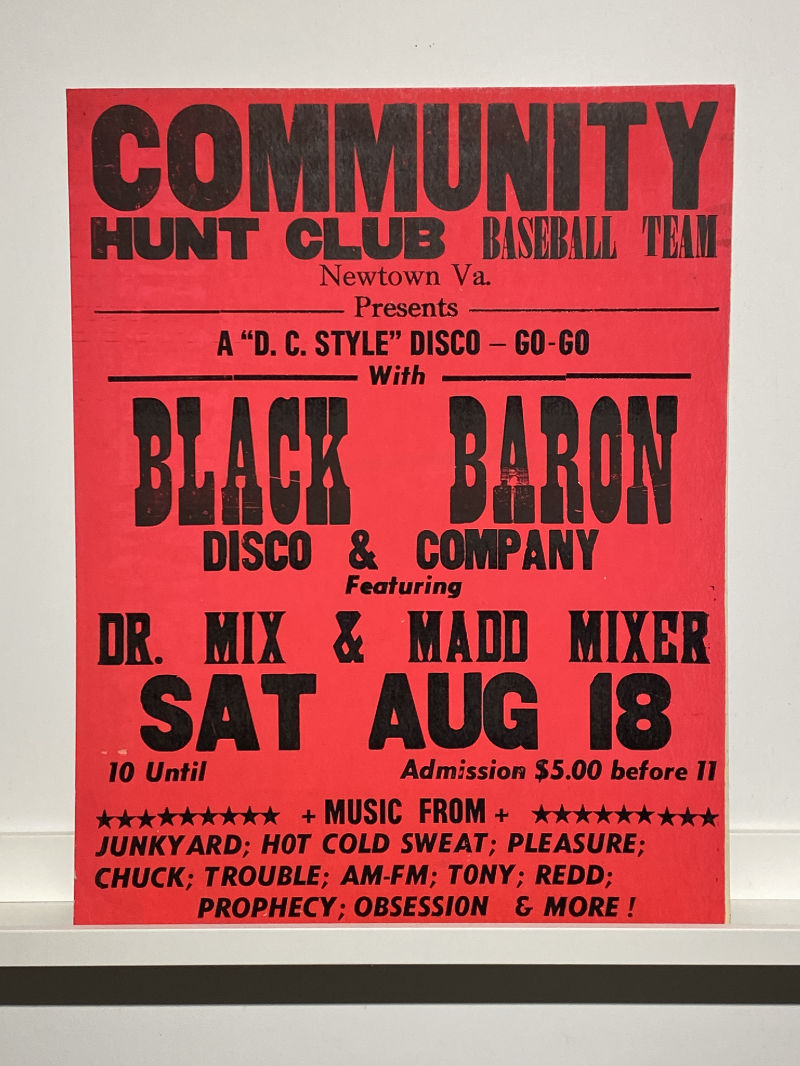 COMMUNITY
HUNT CLUB BASEBALL TEAM
Newtown Va.
Presents
A “D. C. STYLE” DISCO – GO-GO
With
BLACK BARON
DISCO & COMPANY
Featuring
DR. MIX & MADD MIXER
SAT AUG 18
10 Until Admission $5.00 before 11
★★★★★★★★★ + MUSIC FROM + ★★★★★★★★★
JUNKYARD; HOT COLD SWEAT; PLEASURE;
CHUCK; TROUBLE; AM-FM; TONY; REDD;
PROPHECY; OBSESSION & MORE!